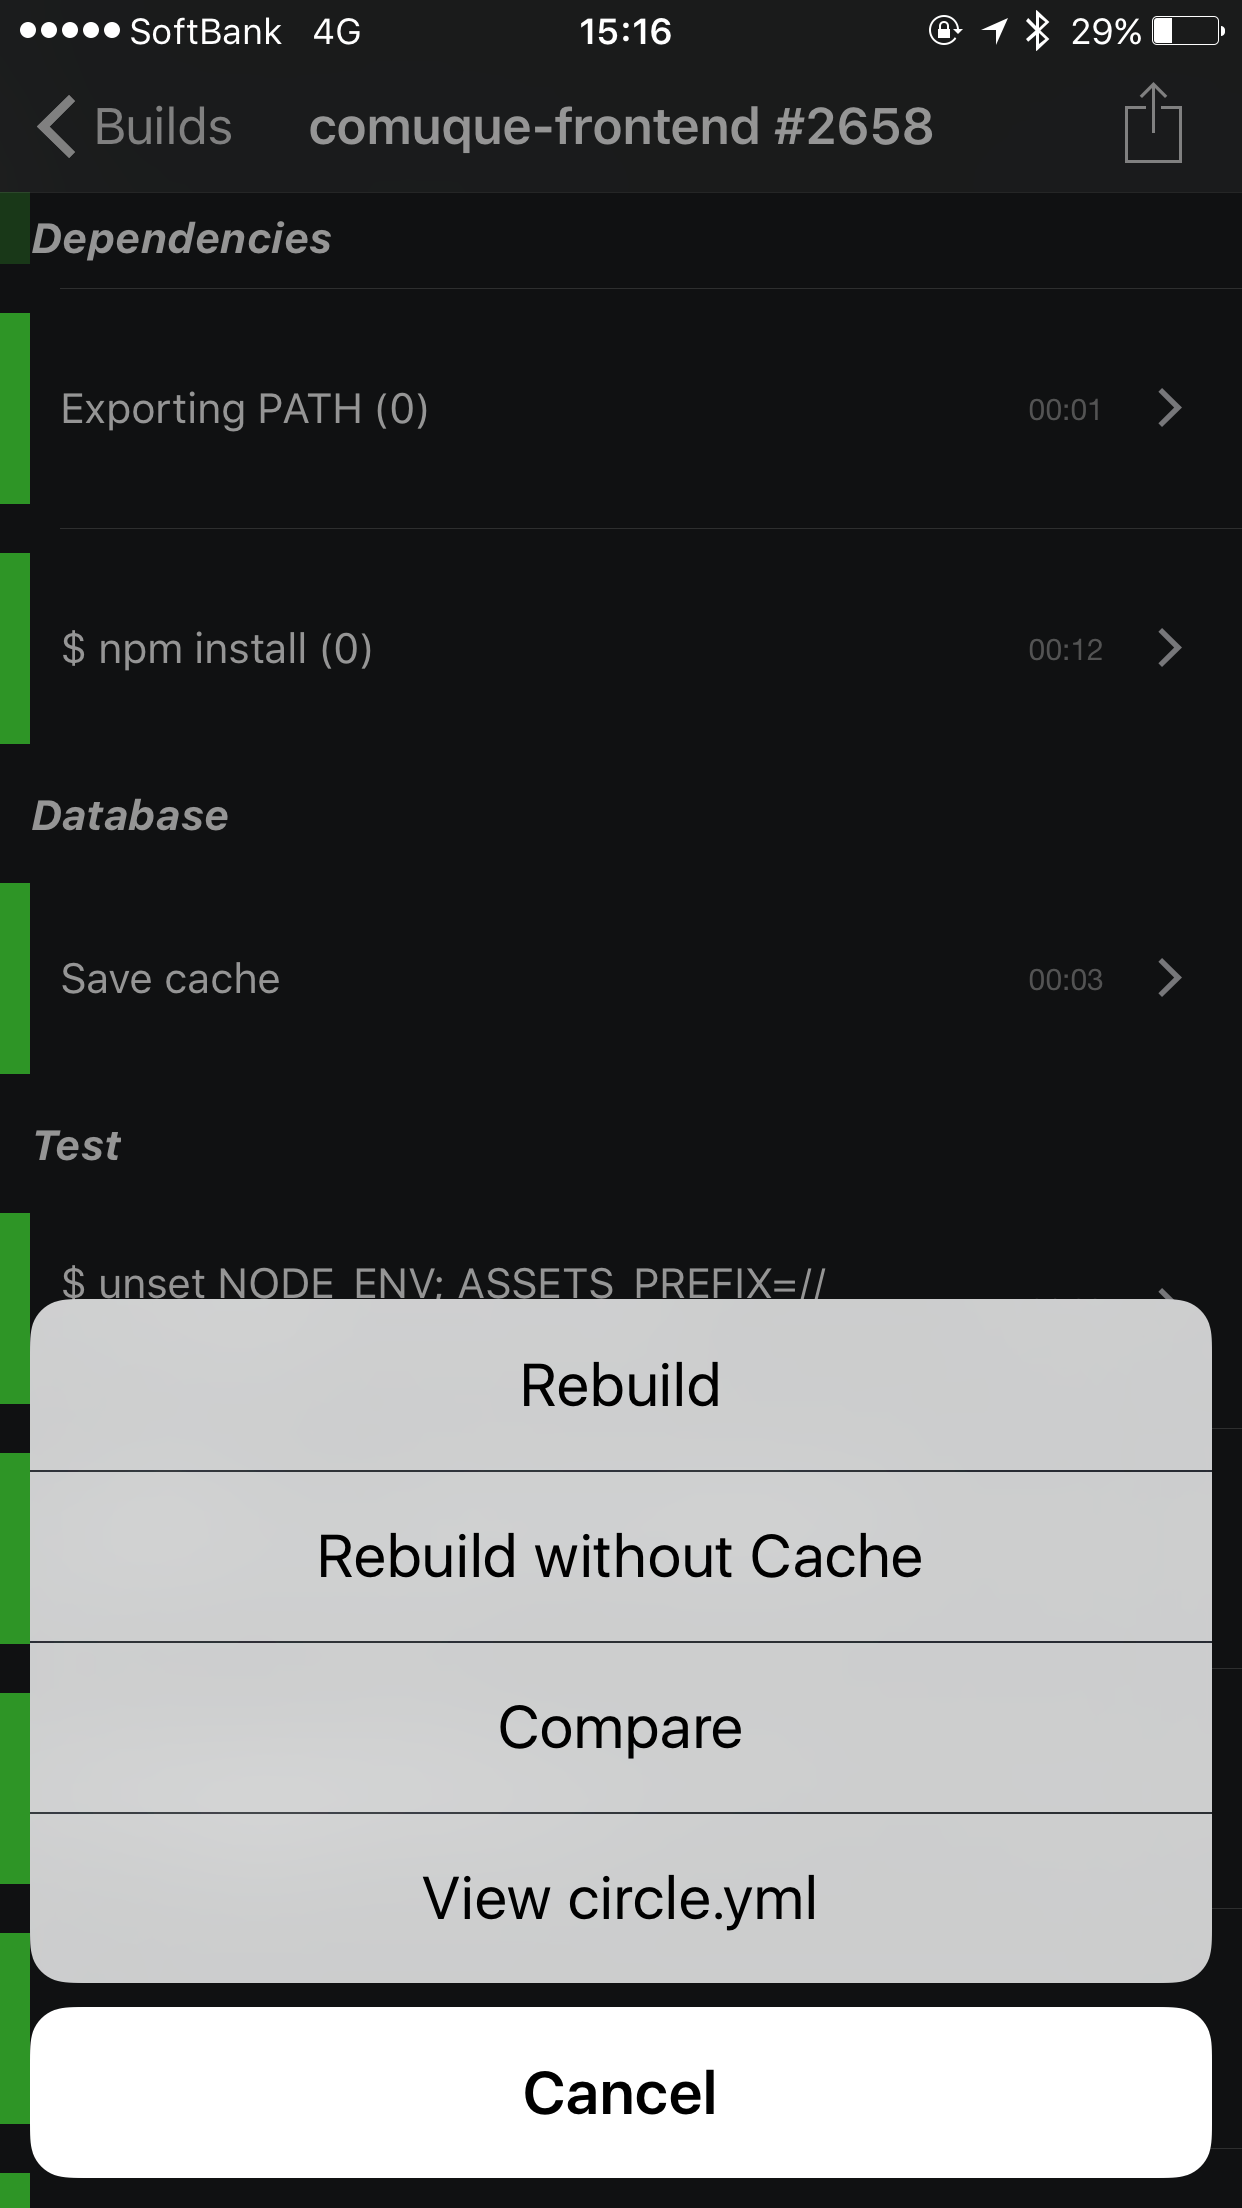 SoftBank 4G 15:16 29%
Builds comuque-frontend #2658
Dependencies
Exporting PATH (0) 00:01
$ npm install (0) 00:12
Database
Save cache 00:03
Test
$ unset NODE_ENV; ASSETS_PREFIX=//
Rebuild
Rebuild without Cache
Compare
View circle.yml
Cancel